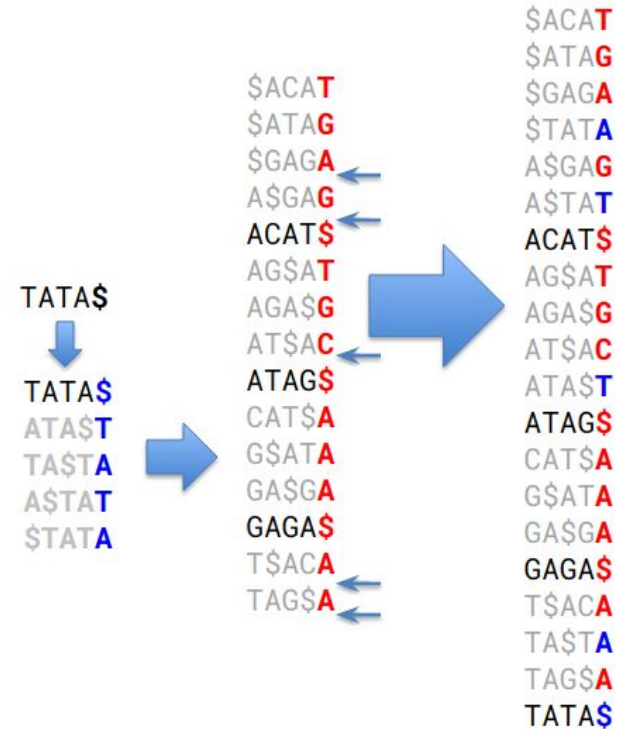 TATA$
TATA$
ATA$T
TA$TA
A$TAT
$TATA
$ACAT
$ATAG
$GAGA
A$GAG
ACAT$
AG$AT
AGA$G
AT$AC
ATAG$
CAT$A
G$ATA
GA$GA
GAGA$
T$ACA
TAG$A
$ACAT
$ATAG
$GAGA
$TATA
A$GAG
A$TAT
ACAT$
AG$AT
AGA$G
AT$AC
ATA$T
ATAG$
CAT$A
G$ATA
GA$GA
GAGA$
T$ACA
TA$TA
TAG$A
TATA$